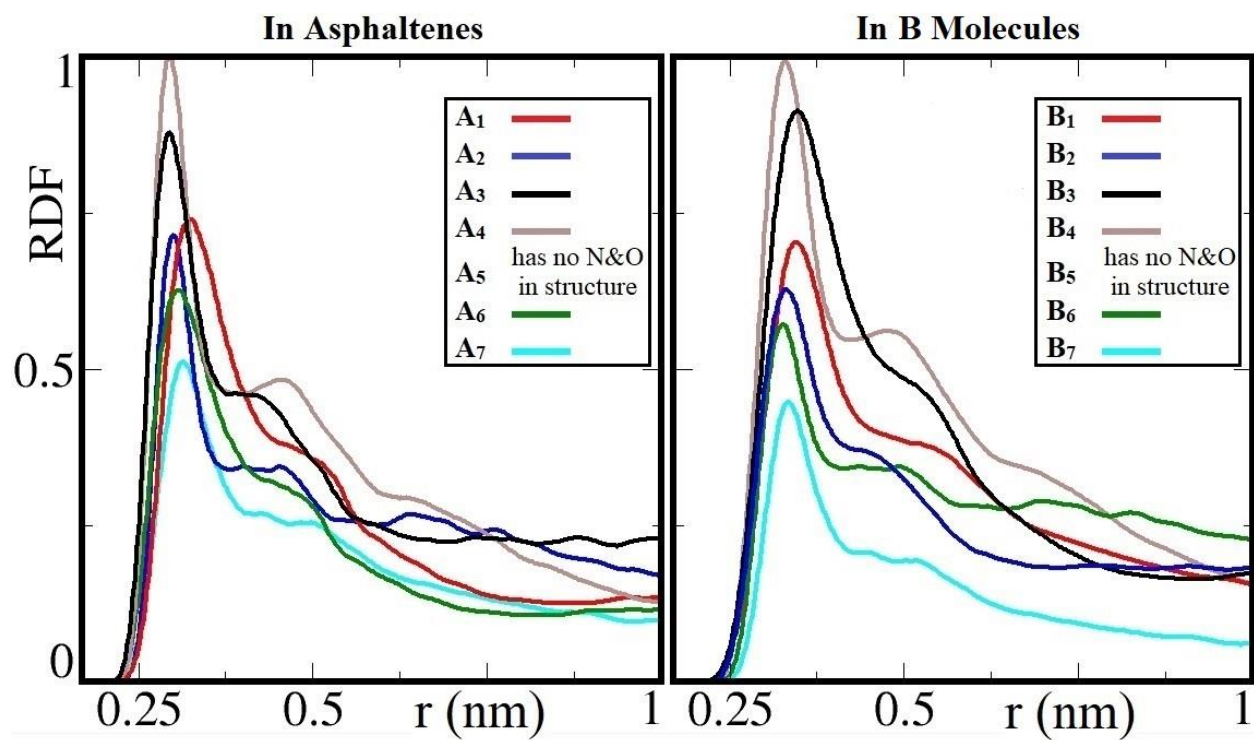 In Asphaltenes
In B Molecules
RDF
1
0.5
0
A₁
A₂
A₃
A₄
has no N&O
A₅
in structure
A₆
A₇
0.25
0.5
r (nm)
1
B₁
B₂
B₃
B₄
has no N&O
B₅
in structure
B₆
B₇
0.25
0.5
r (nm)
1